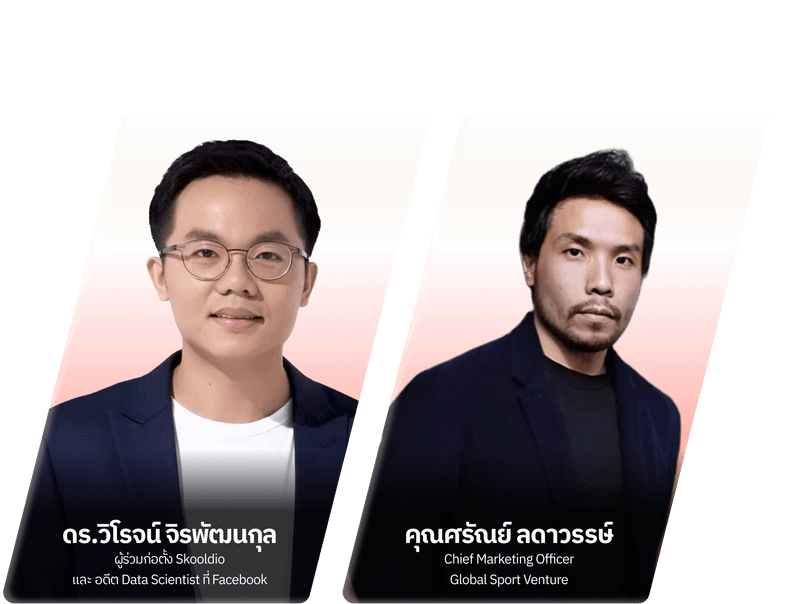 ดร.วิโรจน์ จิรพัฒนกุล
ผู้ร่วมก่อตั้ง Skooldio
และ อดีต Data Scientist ที่ Facebook
คุณศรัณย์ ลดาวรรษ์
Chief Marketing Officer
Global Sport Venture